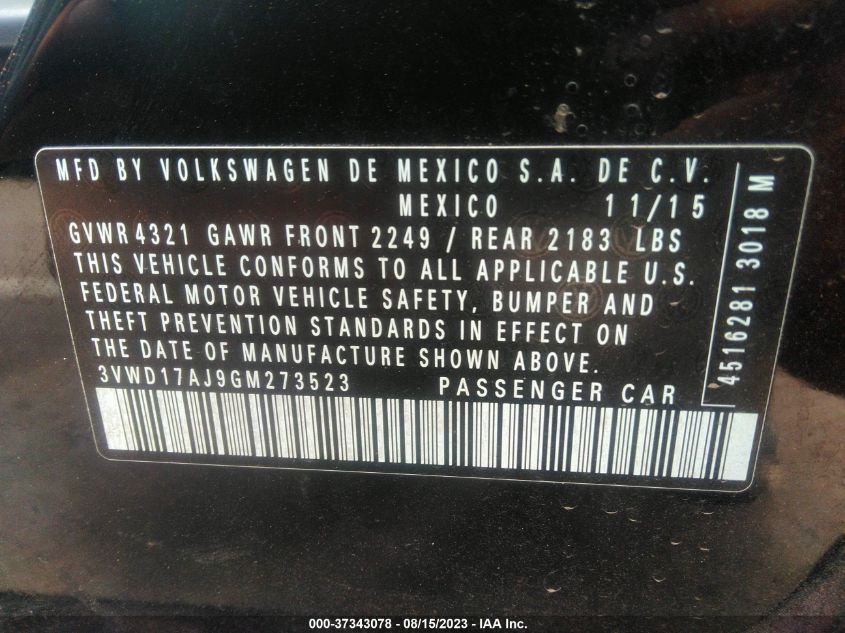 MFD BY VOLKSWAGEN DE MEXICO S.A. DE C.V.
MEXICO 11/15
GVWR 4321 GAWR FRONT 2249 / REAR 2183 LBS
THIS VEHICLE CONFORMS TO ALL APPLICABLE U.S.
FEDERAL MOTOR VEHICLE SAFETY, BUMPER AND
THEFT PREVENTION STANDARDS IN EFFECT ON
THE DATE OF MANUFACTURE SHOWN ABOVE.
3VWD17AJ9GM273523 PASSENGER CAR
4516281 3018 M
000-37343078 - 08/15/2023 - IAA Inc.